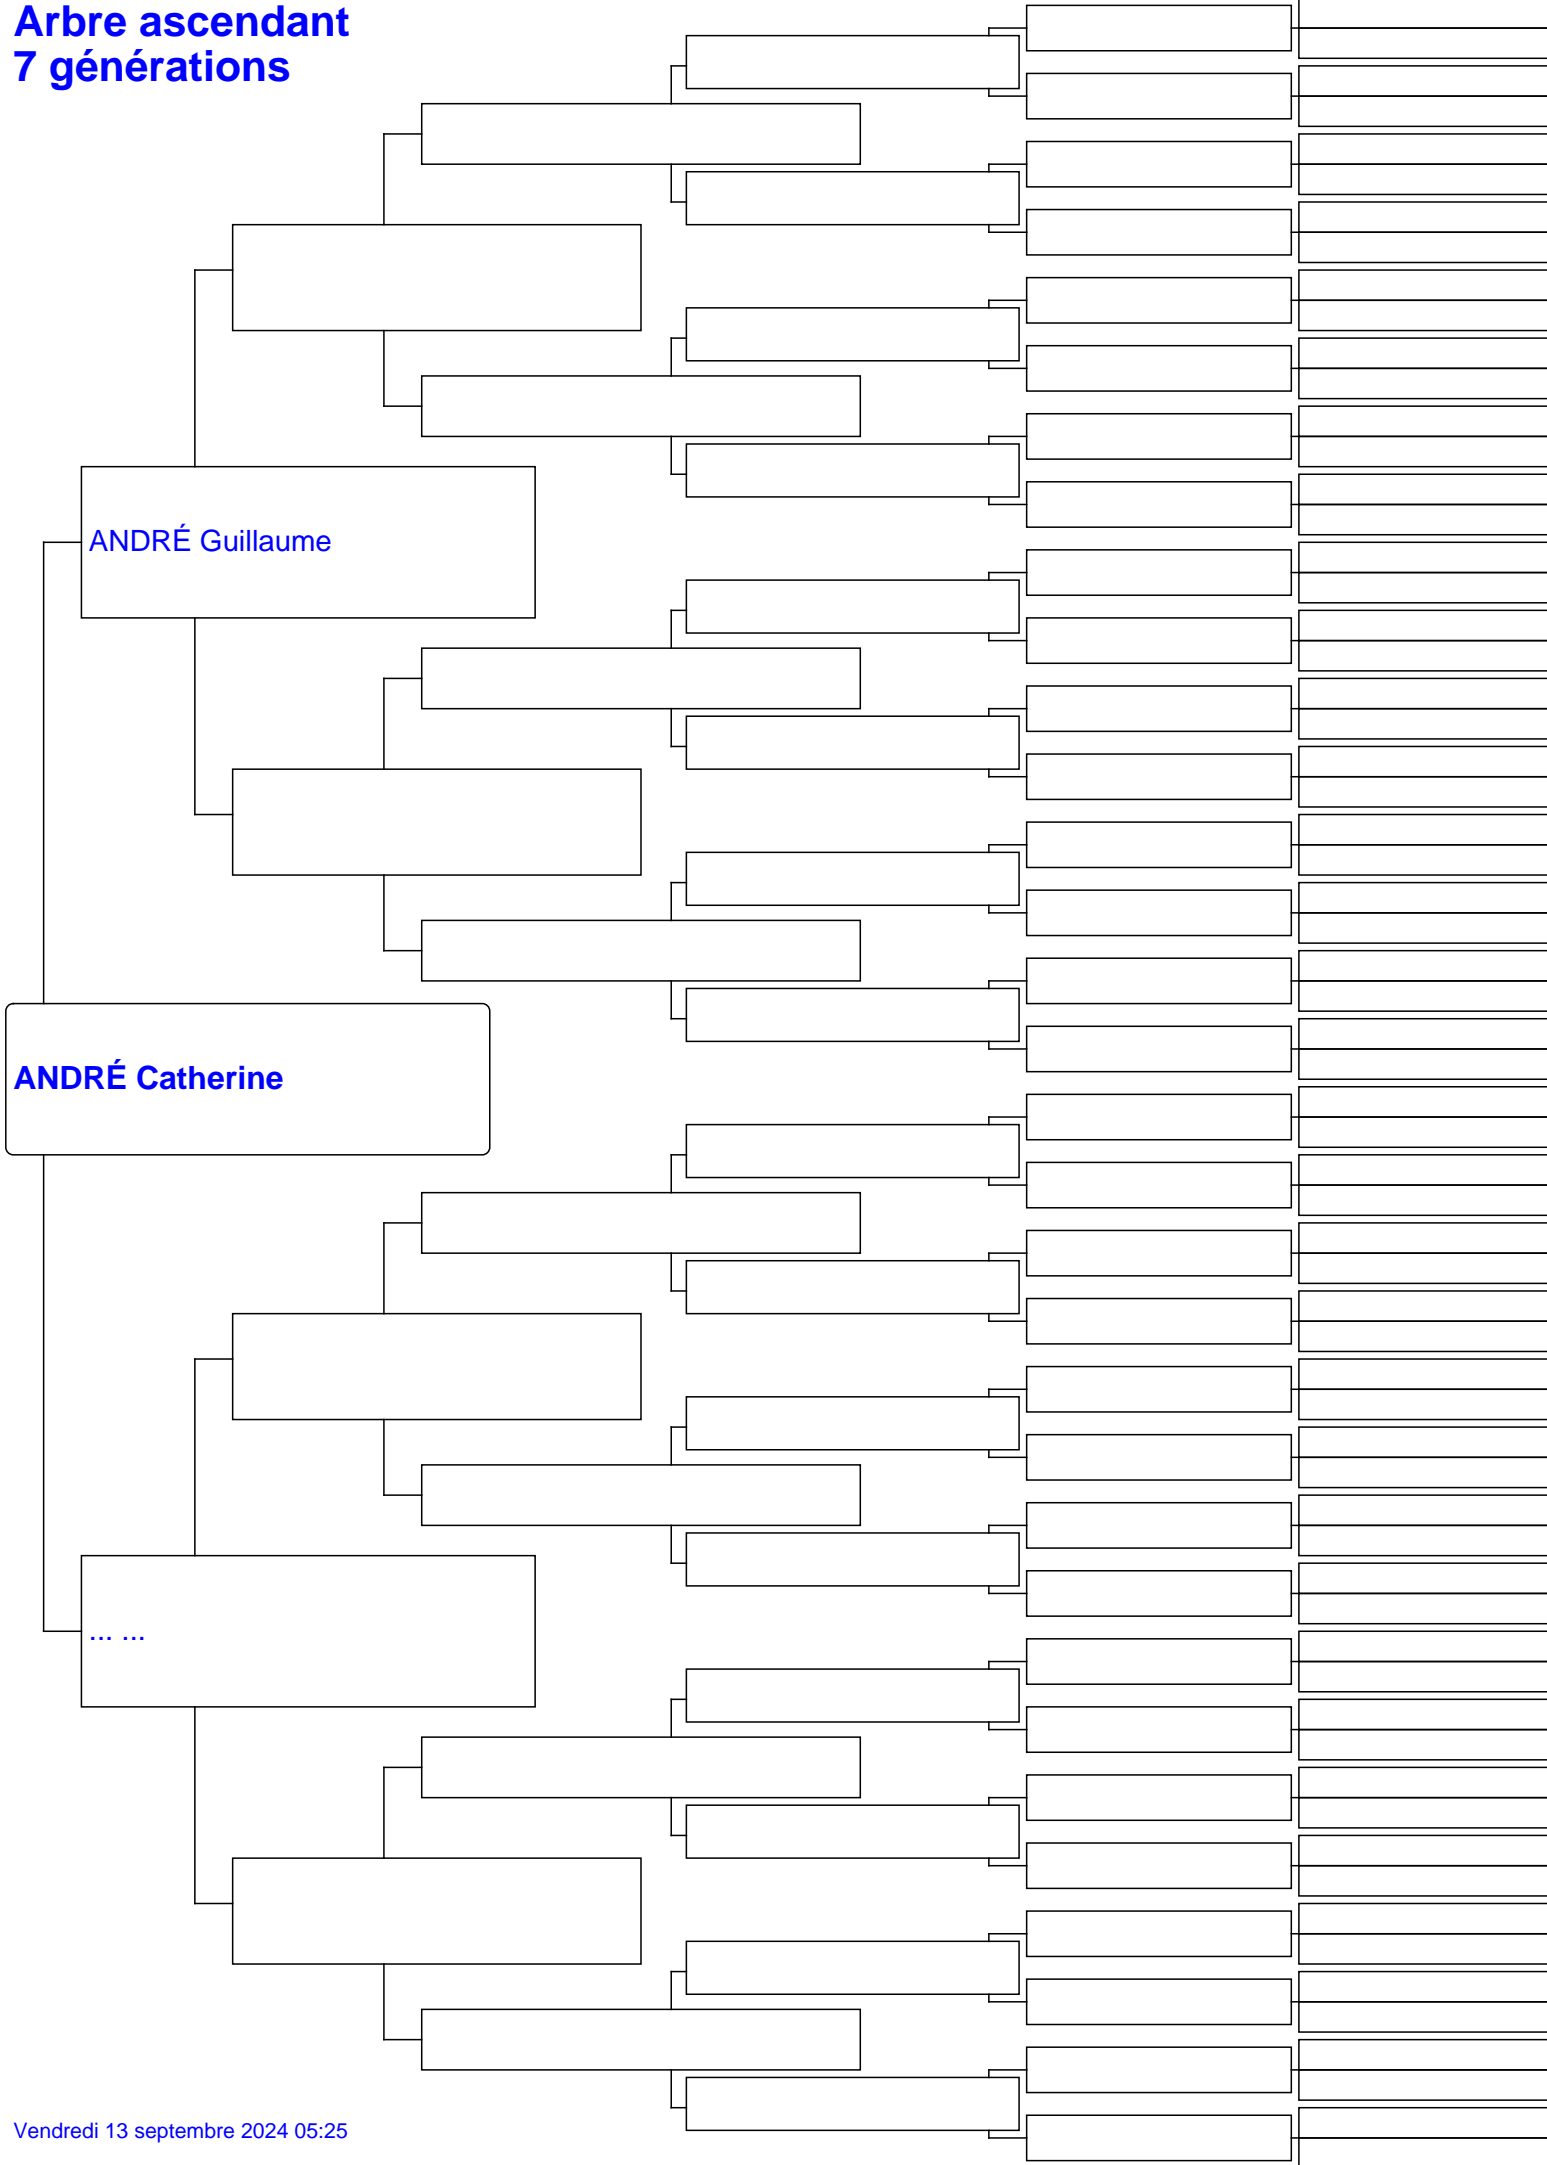 Arbre ascendant
7 générations
ANDRÉ Guillaume
ANDRÉ Catherine
... ...
Vendredi 13 septembre 2024 05:25